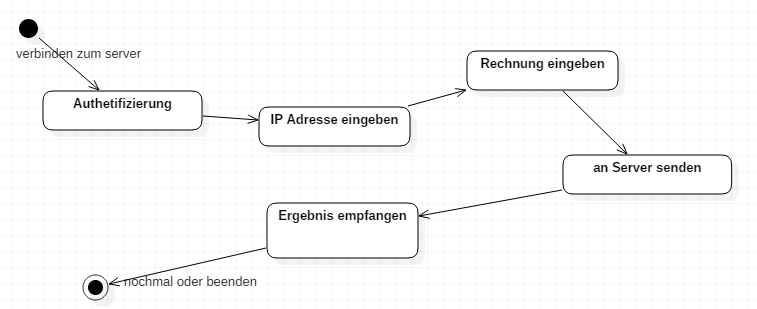 verbinden zum server
Authetifizierung
IP Adresse eingeben
Rechnung eingeben
an Server senden
Ergebnis empfangen
nochmal oder beenden